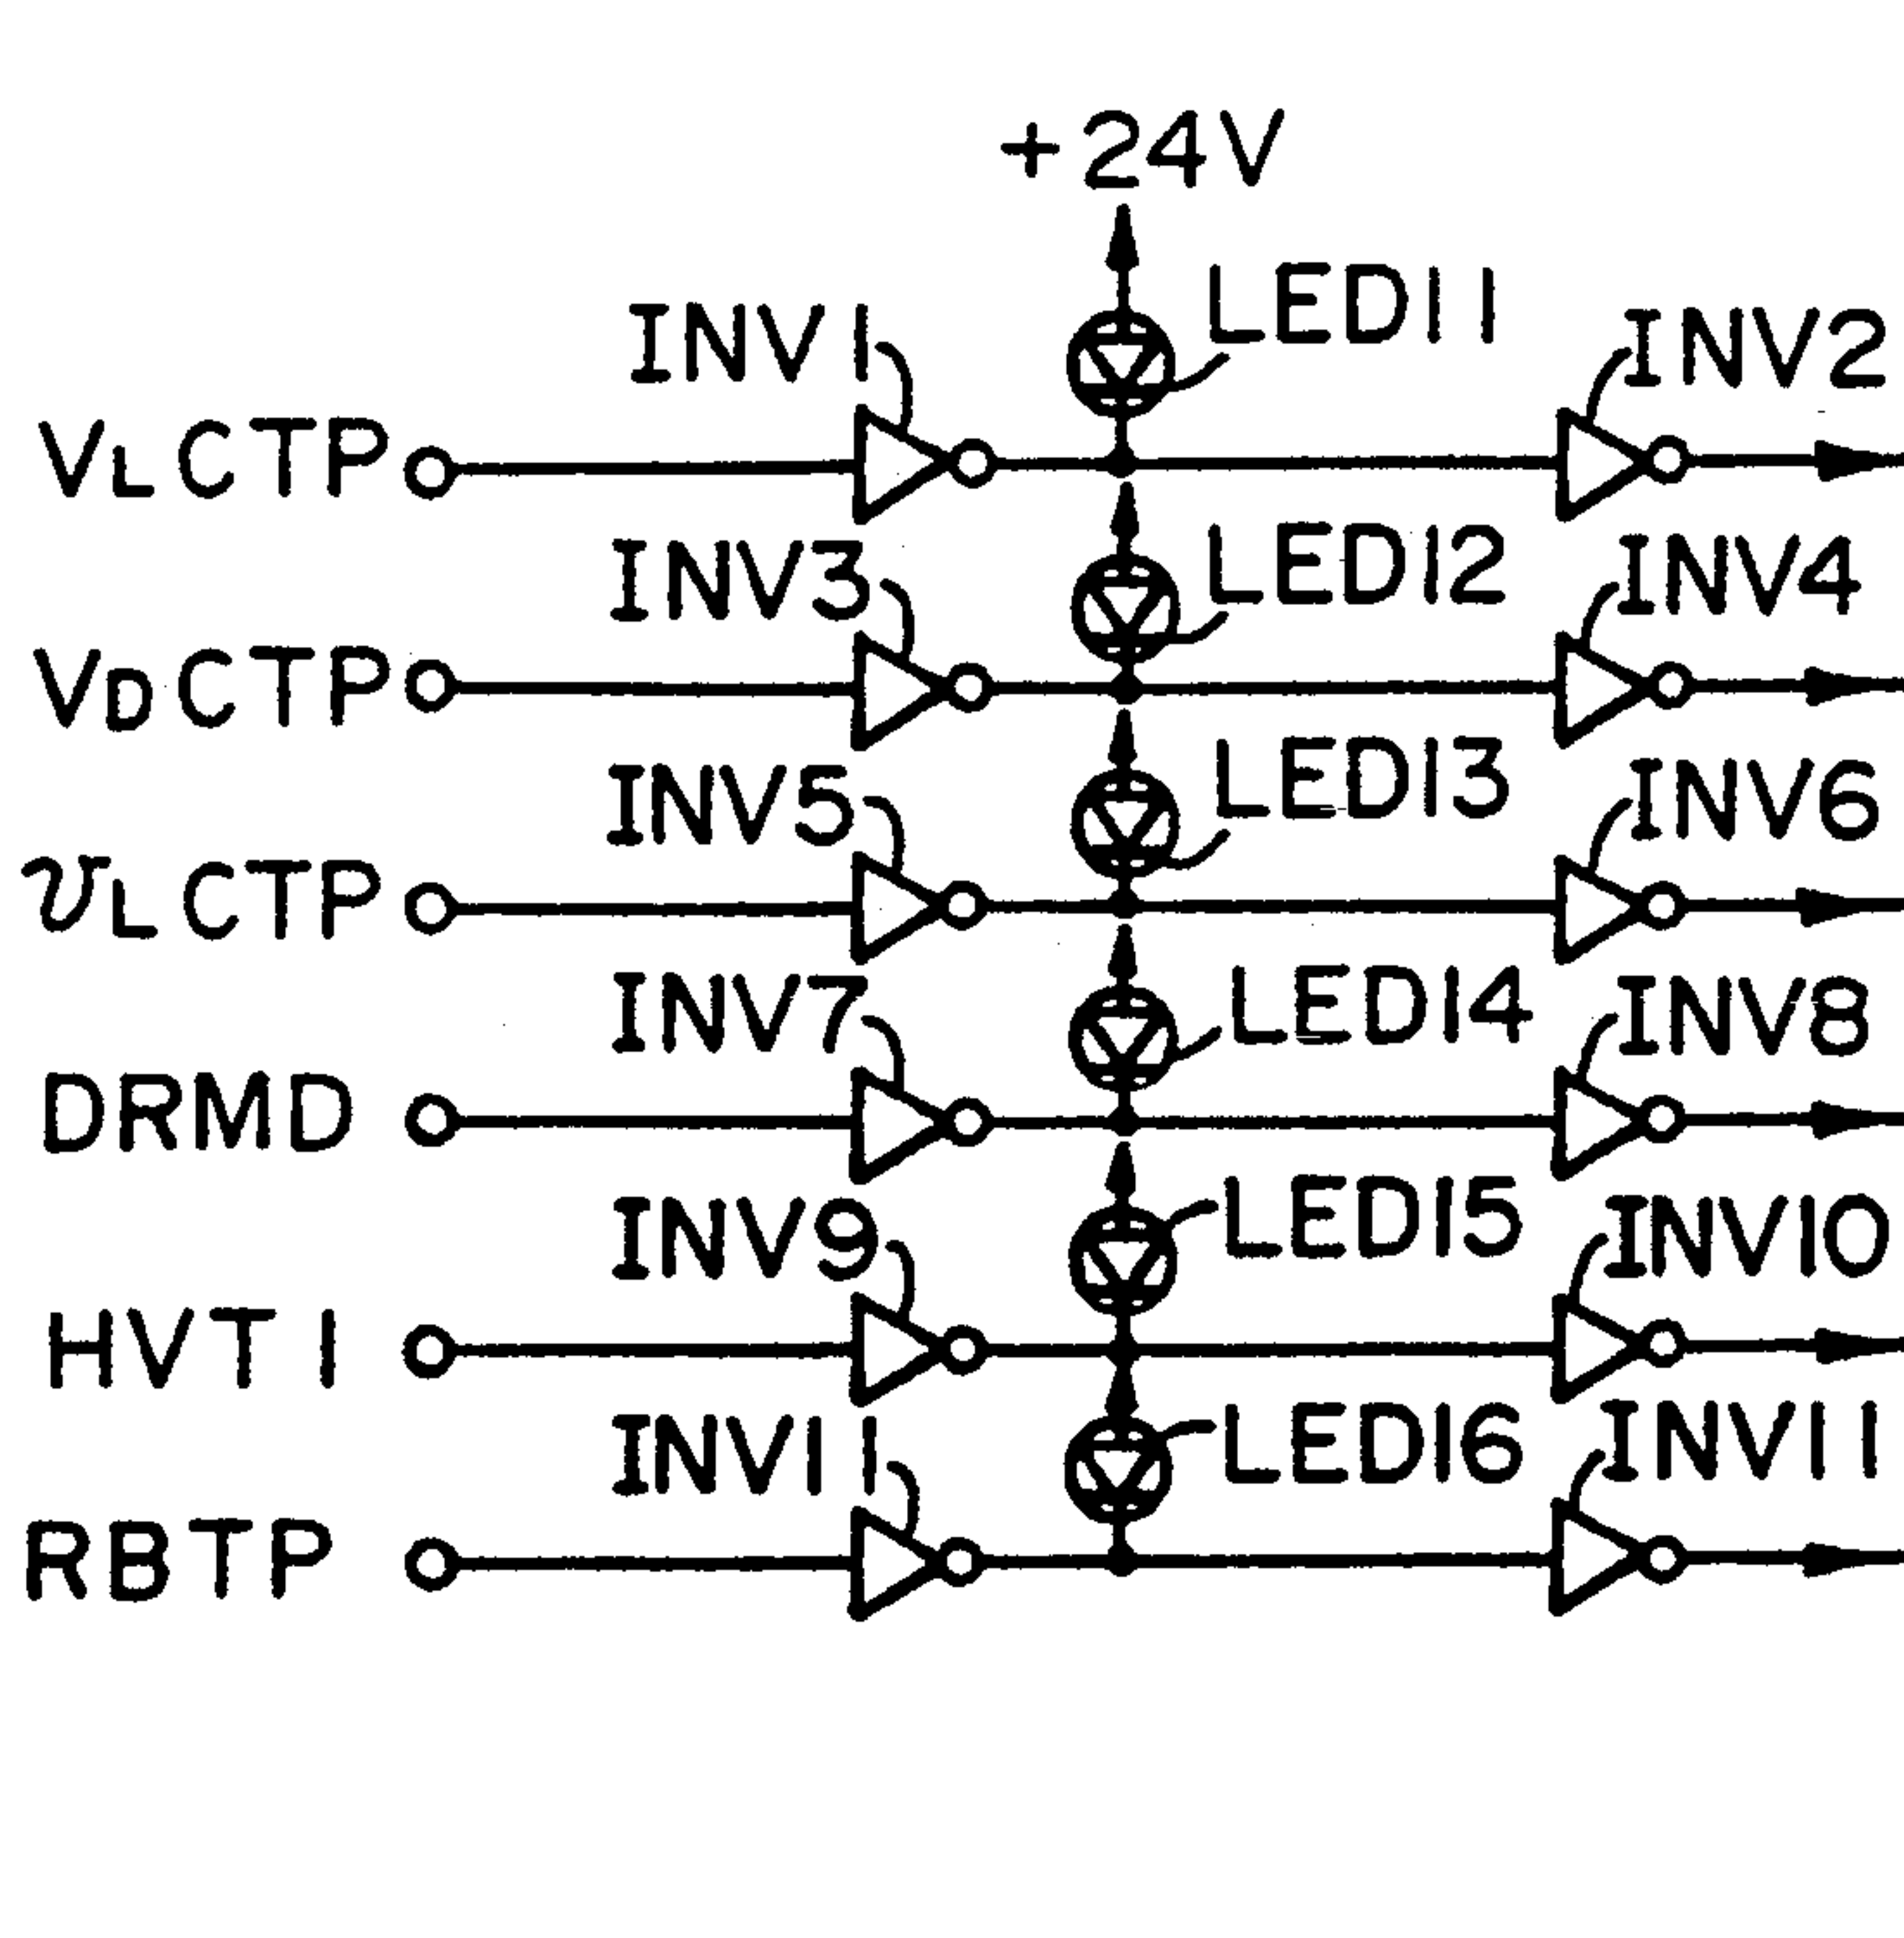 +24V
LED11
INV1
INV2
VLCTP
LED12
INV3
INV4
VDCTP
LED13
INV5
INV6
VLCTP
LED14
INV7
INV8
DRMD
LED15
INV9
INV10
HVT1
LED16
INV11
INV11
RBTP